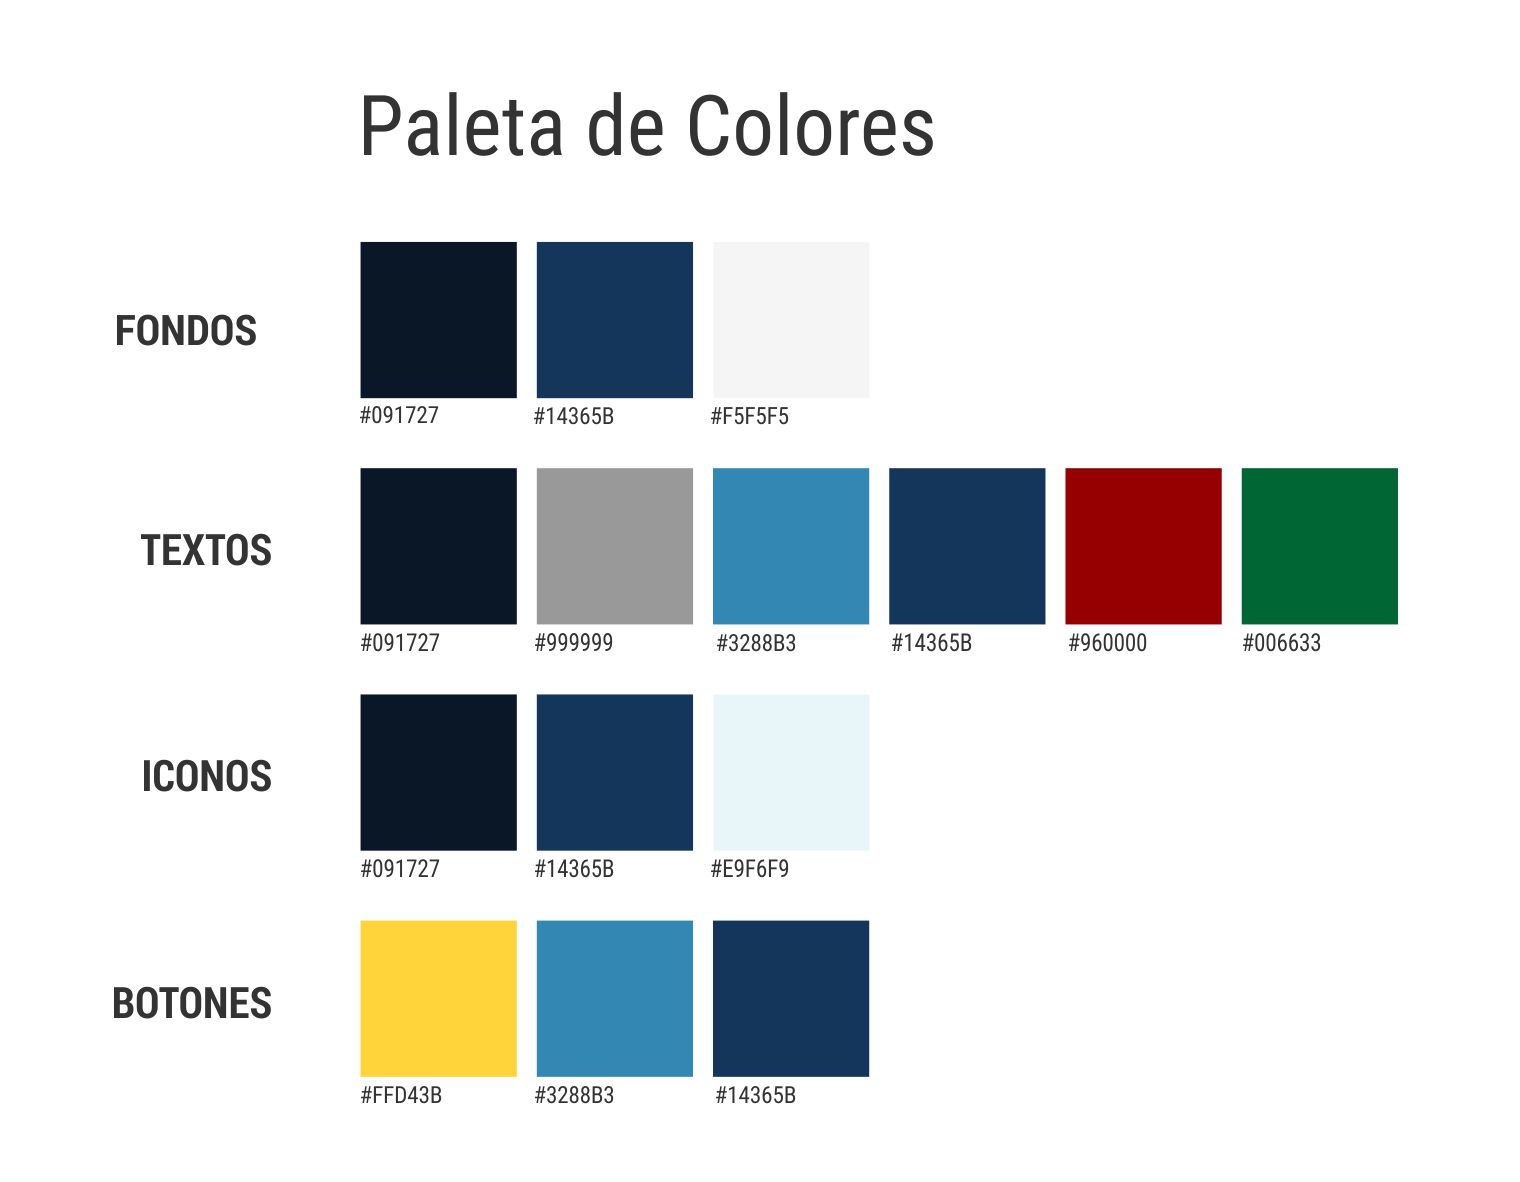 Paleta de Colores
FONDOS
#091727 #14365B #F5F5F5
TEXTOS
#091727 #999999 #3288B3 #14365B #960000 #006633
ICONOS
#091727 #14365B #E9F6F9
BOTONES
#FFD43B #3288B3 #14365B